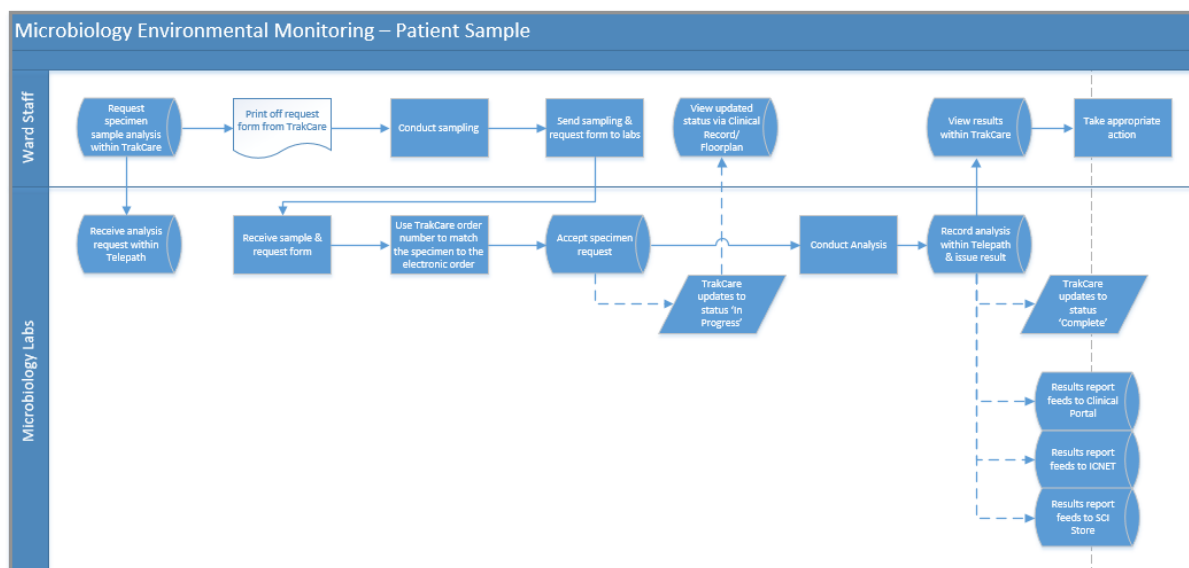 Microbiology Environmental Monitoring – Patient Sample
Ward Staff
Request
specimen
sample analysis
within TrakCare
Print off request
form from TrakCare
Conduct sampling
Send sampling &
request form to labs
View updated
status via Clinical
Record/
Floorplan
View results
within TrakCare
Take appropriate
action
Microbiology Labs
Receive analysis
request within
Telepath
Receive sample &
request form
Use TrakCare order
number to match
the specimen to the
electronic order
Accept specimen
request
Conduct Analysis
Record analysis
within Telepath
& issue result
TrakCare
updates to
status 'In
Progress'
TrakCare
updates to
status
'Complete'
Results report
feeds to Clinical
Portal
Results report
feeds to ICNET
Results report
feeds to SCI
Store